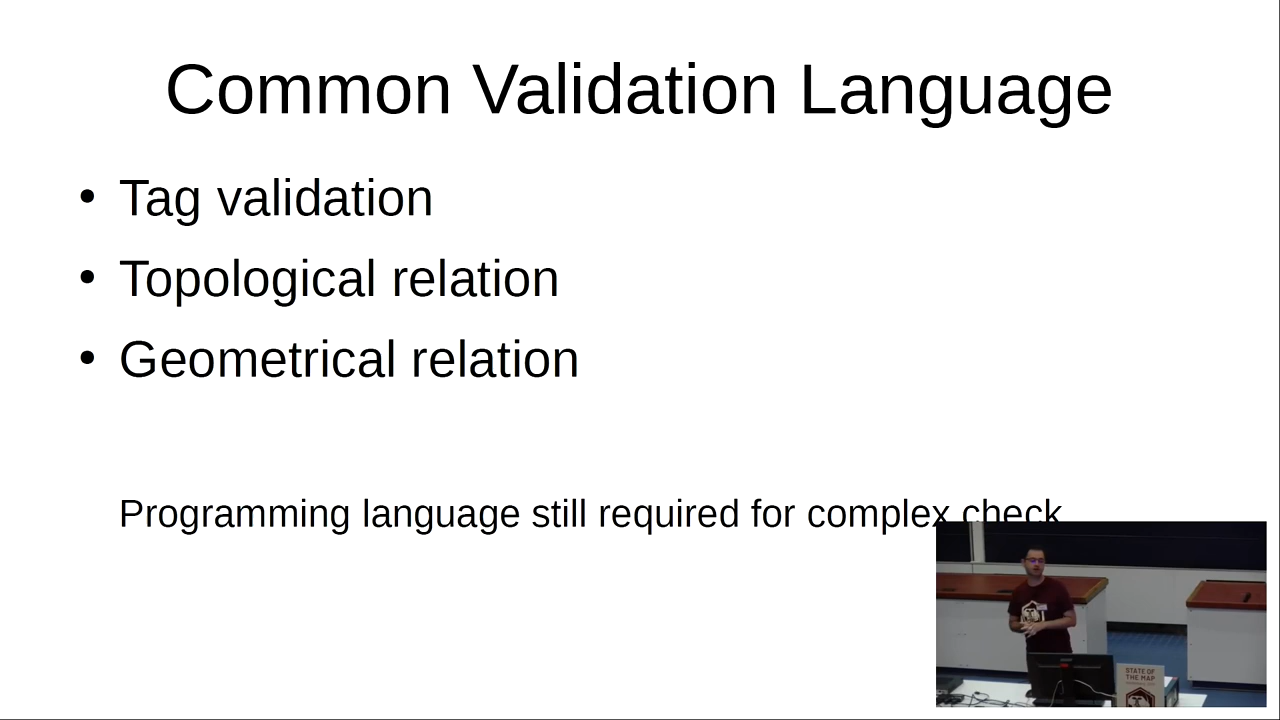 Common Validation Language
• Tag validation
• Topological relation
• Geometrical relation
Programming language still required for complex check
STATE OF
THE MAP